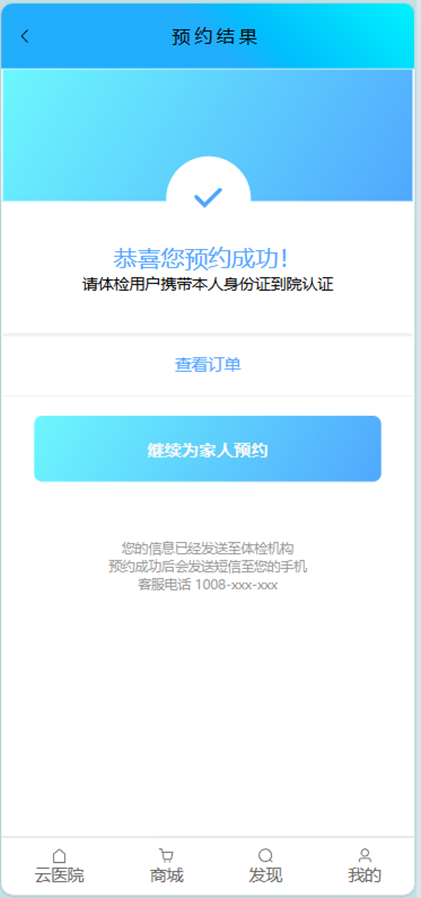 预约结果
恭喜您预约成功!
请体检用户携带本人身份证到院认证
查看订单
继续为家人预约
您的信息已经发送至体检机构
预约成功后会发送短信至您的手机
客服电话 1008-xxx-xxx
云医院 商城 发现 我的